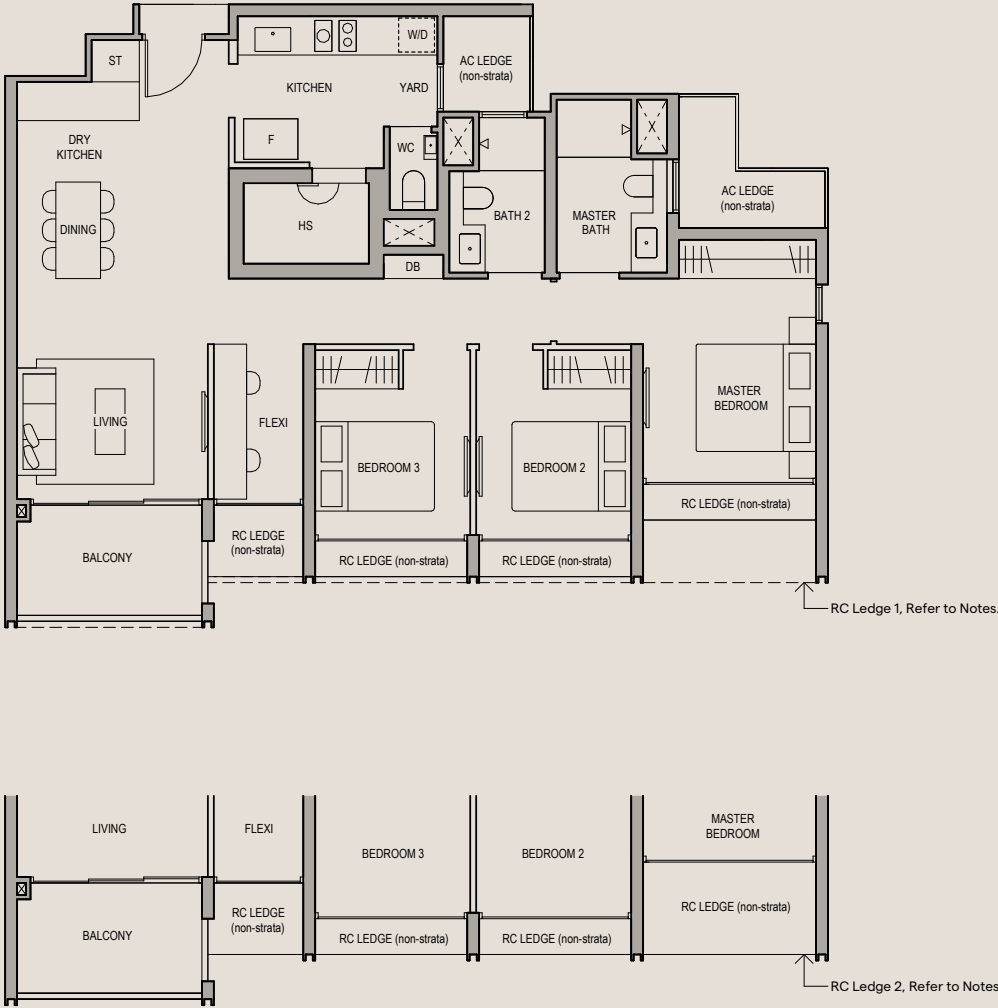 ST
W/D
AC LEDGE
(non-strata)
KITCHEN
YARD
DRY
KITCHEN
F
WC
X
X
AC LEDGE
(non-strata)
HS
X
BATH 2
MASTER
BATH
DINING
DB
MASTER
BEDROOM
LIVING
FLEXI
BEDROOM 3
BEDROOM 2
RC LEDGE (non-strata)
BALCONY
RC LEDGE
(non-strata)
RC LEDGE (non-strata)
RC LEDGE (non-strata)
RC Ledge 1, Refer to Notes.
LIVING
FLEXI
MASTER
BEDROOM
BEDROOM 3
BEDROOM 2
RC LEDGE
(non-strata)
RC LEDGE (non-strata)
BALCONY
RC LEDGE (non-strata)
RC LEDGE (non-strata)
RC Ledge 2, Refer to Notes